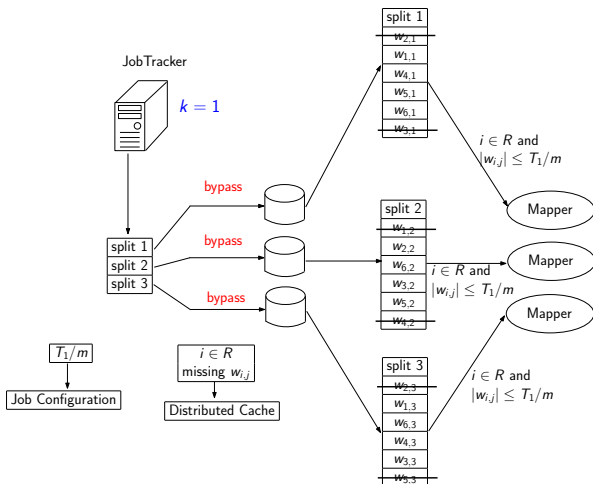 JobTracker
k = 1
split 1
split 2
split 3
bypass
bypass
bypass
split 1
w2,1
w1,1
w4,1
w5,1
w6,1
w3,1
i ∈ R and
|wi,j| ≤ T1/m
Mapper
split 2
w1,2
w2,2
w6,2
w3,2
w5,2
w4,2
i ∈ R and
|wi,j| ≤ T1/m
Mapper
Mapper
split 3
w2,3
w1,3
w6,3
w4,3
w3,3
w5,3
i ∈ R and
|wi,j| ≤ T1/m
T1/m
Job Configuration
i ∈ R
missing wi,j
Distributed Cache